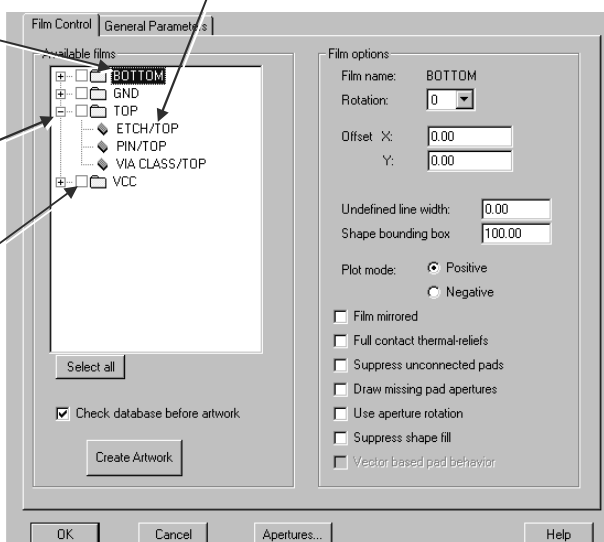 Film Control
General Parameters
Available films
BOTTOM
GND
TOP
ETCH/TOP
PIN/TOP
VIA CLASS/TOP
VCC
Select all
Check database before artwork
Create Artwork
Film options
Film name: BOTTOM
Rotation: 0
Offset X: 0.00
Y: 0.00
Undefined line width: 0.00
Shape bounding box 100.00
Plot mode: Positive
Negative
Film mirrored
Full contact thermal-reliefs
Suppress unconnected pads
Draw missing pad apertures
Use aperture rotation
Suppress shape fill
Vector based pad behavior
OK
Cancel
Apertures...
Help